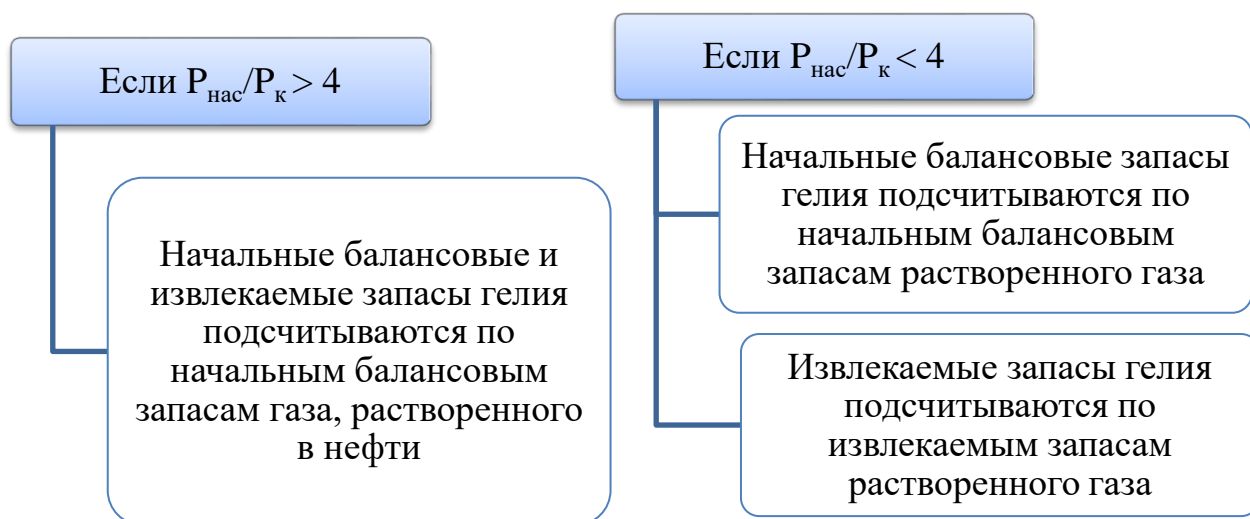 Если Pнас/Pк > 4
Начальные балансовые и
извлекаемые запасы гелия
подсчитываются по
начальным балансовым
запасам газа, растворенного
в нефти
Если Pнас/Pк < 4
Начальные балансовые запасы
гелия подсчитываются по
начальным балансовым
запасам растворенного газа
Извлекаемые запасы гелия
подсчитываются по
извлекаемым запасам
растворенного газа